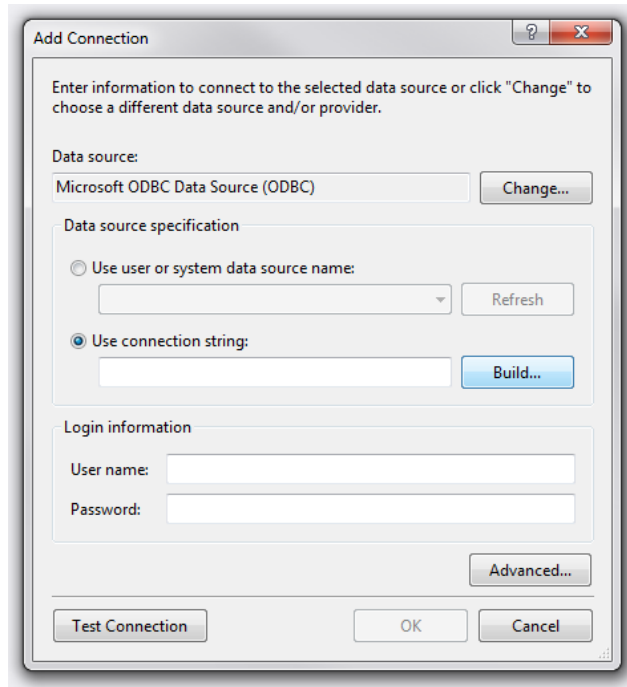 Add Connection
Enter information to connect to the selected data source or click "Change" to
choose a different data source and/or provider.
Data source:
Microsoft ODBC Data Source (ODBC)
Change...
Data source specification
Use user or system data source name:
Refresh
Use connection string:
Build...
Login information
User name:
Password:
Advanced...
Test Connection
OK
Cancel